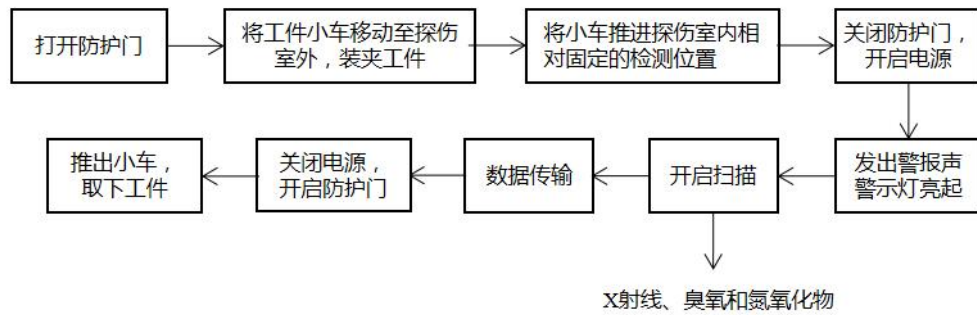 打开防护门
将工件小车移动至探伤
室外，装夹工件
将小车推进探伤室内相
对固定的检测位置
关闭防护门，
开启电源
发出警报声
警示灯亮起
开启扫描
数据传输
关闭电源，
开启防护门
推出小车，
取下工件
X射线、臭氧和氮氧化物